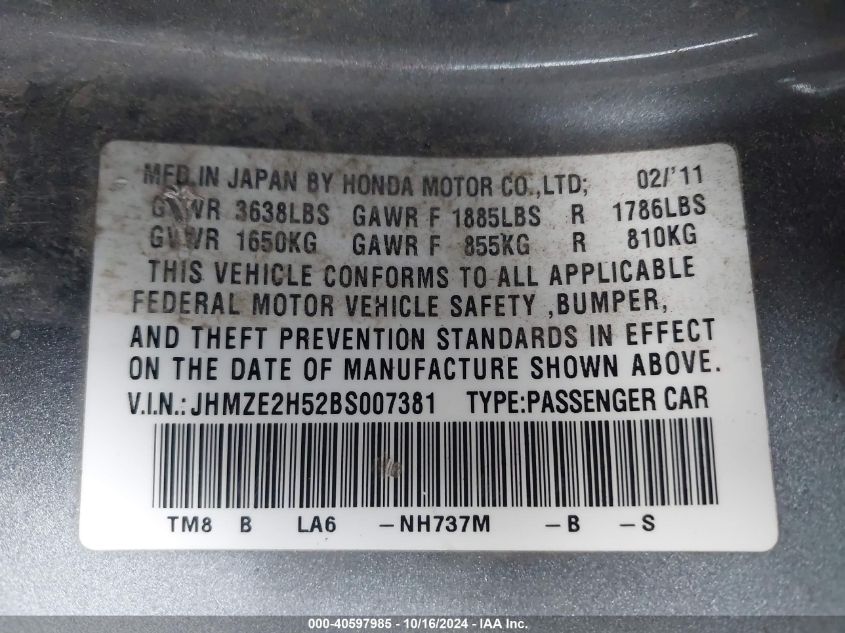 MFD.IN JAPAN BY HONDA MOTOR CO.,LTD; 02/'11
GVWR 3638LBS GAWR F 1885LBS R 1786LBS
GVWR 1650KG GAWR F 855KG R 810KG
THIS VEHICLE CONFORMS TO ALL APPLICABLE
FEDERAL MOTOR VEHICLE SAFETY ,BUMPER,
AND THEFT PREVENTION STANDARDS IN EFFECT
ON THE DATE OF MANUFACTURE SHOWN ABOVE.
V.I.N.: JHMZE2H52BS007381 TYPE:PASSENGER CAR
TM8 B LA6 -NH737M -B -S
000-40597985 - 10/16/2024 - IAAI.COM.